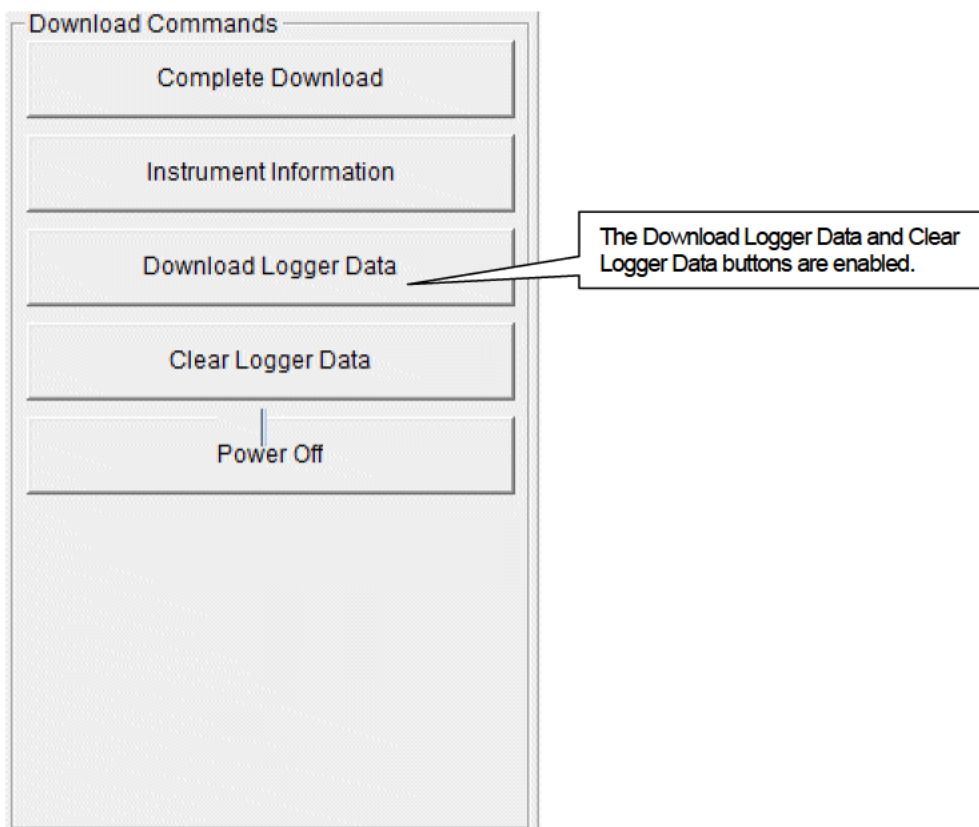 Download Commands
Complete Download
Instrument Information
Download Logger Data
The Download Logger Data and Clear
Logger Data buttons are enabled.
Clear Logger Data
Power Off